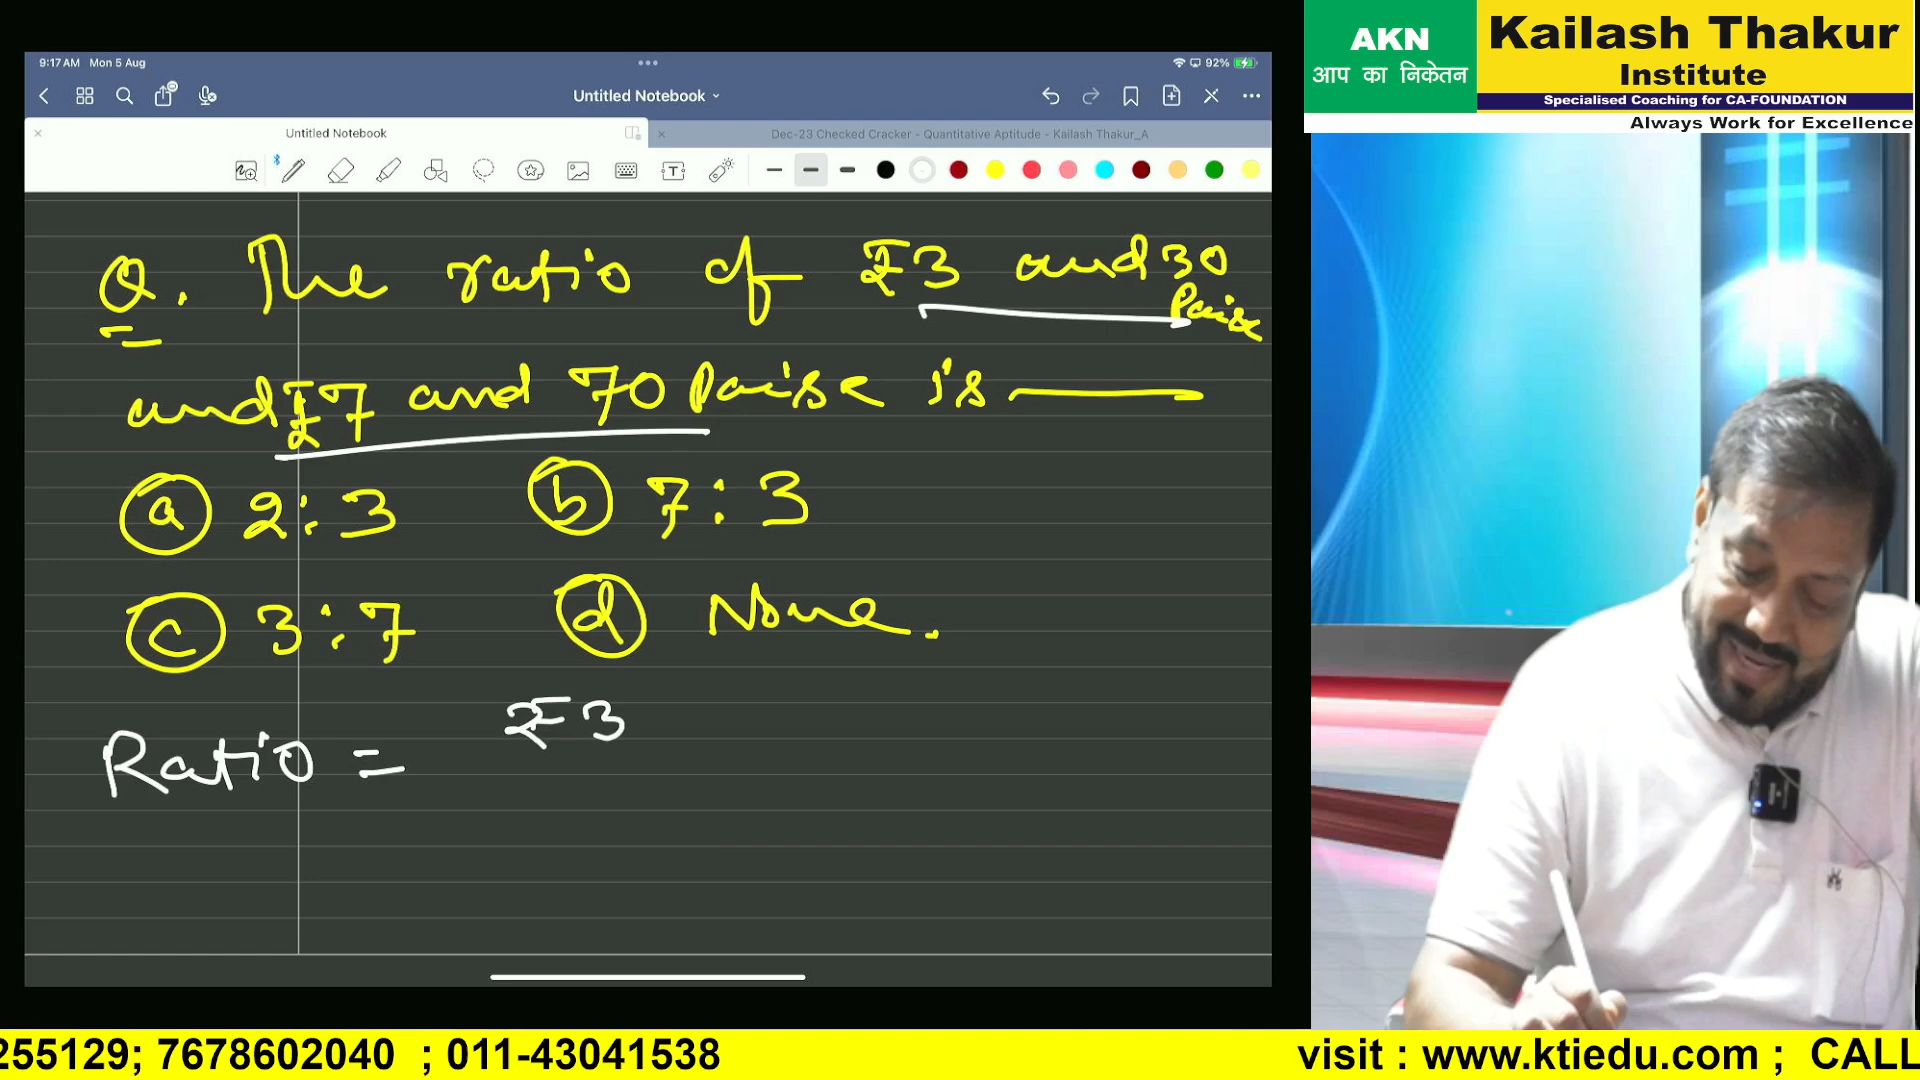 9:17 AM Mon 5 Aug
92%
Untitled Notebook
Untitled Notebook
Dec-23 Checked Cracker - Quantitative Aptitude - Kailash Thakur_A
T
Q. The ratio of ₹3 and 30 Paise
and ₹7 and 70 Paise is
a 2:3 b 7:3
c 3:7 d None.
Ratio = ₹3
AKN
आप का निकेतन
Kailash Thakur
Institute
Specialised Coaching for CA-FOUNDATION
Always Work for Excellence
255129; 7678602040 ; 011-43041538
visit : www.ktiedu.com ; CALL